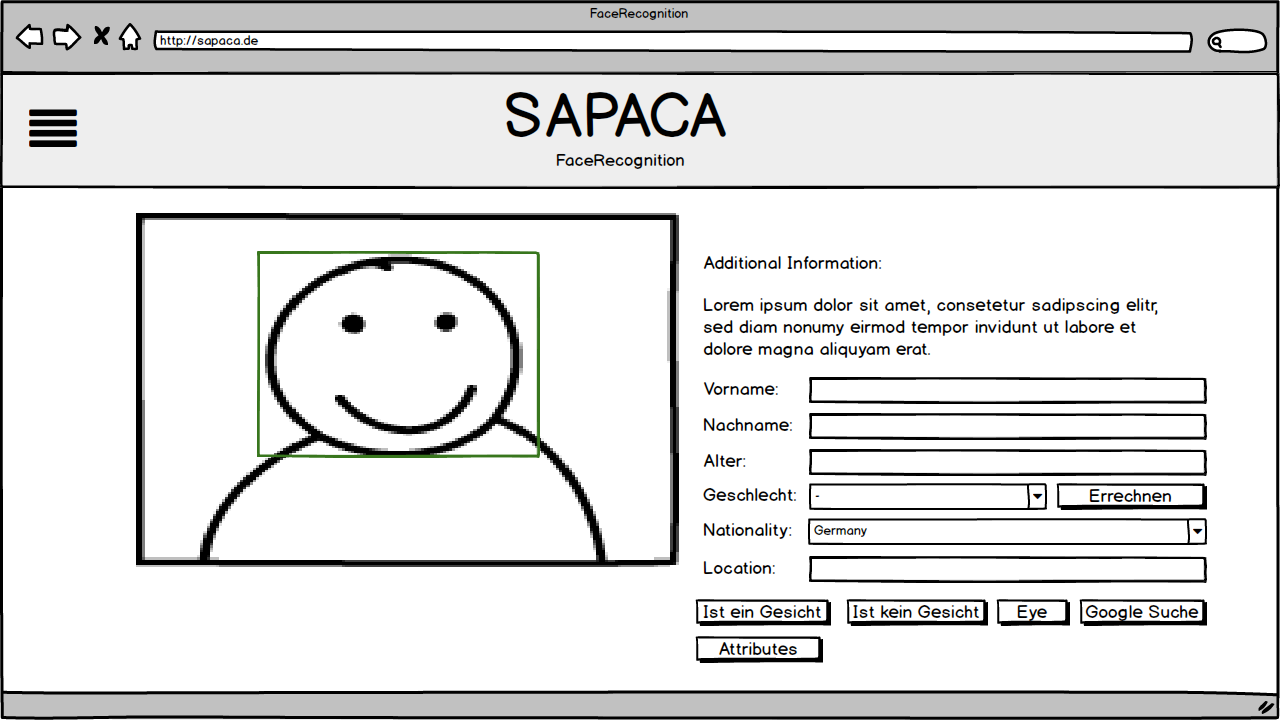 FaceRecognition
http://sapaca.de
SAPACA
FaceRecognition
Additional Information:
Lorem ipsum dolor sit amet, consetetur sadipscing elitr,
sed diam nonumy eirmod tempor invidunt ut labore et
dolore magna aliquyam erat.
Vorname:
Nachname:
Alter:
Geschlecht: - Errechnen
Nationality: Germany
Location:
Ist ein Gesicht Ist kein Gesicht Eye Google Suche
Attributes